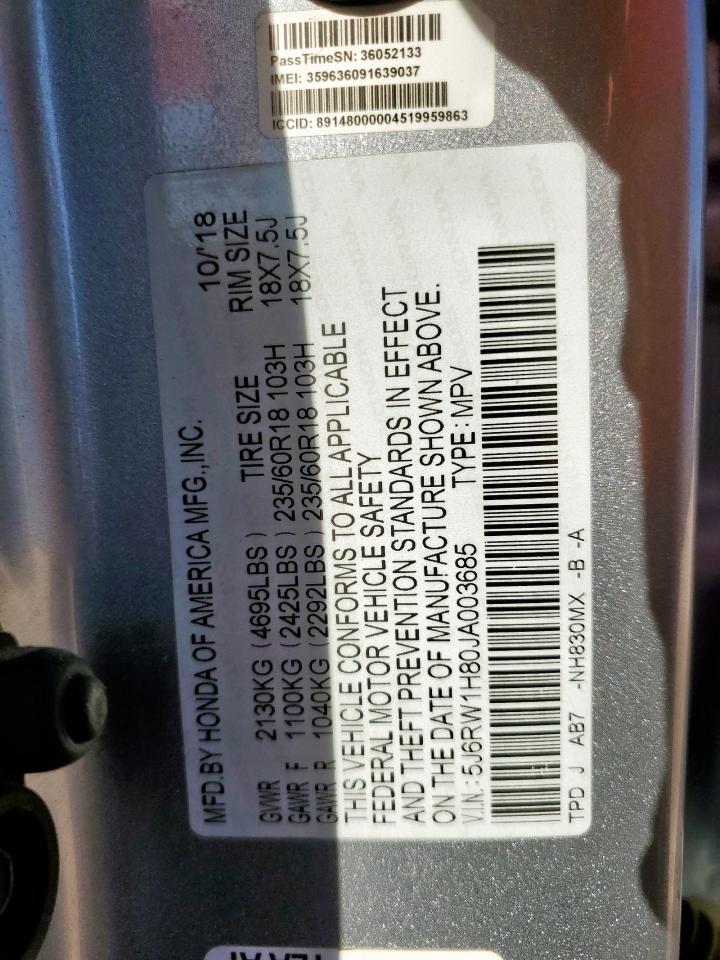 PassTimeSN: 36052133
IMEI: 359636091639037
ICCID: 89148000004519959863
MFD.BY HONDA OF AMERICA MFG.,INC. 10/'18
GVWR 2130KG (4695LBS) TIRE SIZE RIM SIZE
GAWR F 1100KG (2425LBS) 235/60R18 103H 18X7.5J
GAWR R 1040KG (2292LBS) 235/60R18 103H 18X7.5J
THIS VEHICLE CONFORMS TO ALL APPLICABLE
FEDERAL MOTOR VEHICLE SAFETY
AND THEFT PREVENTION STANDARDS IN EFFECT
ON THE DATE OF MANUFACTURE SHOWN ABOVE.
V.I.N.: 5J6RW1H80JA003685 TYPE : MPV
TPD J AB7 -NH830MX -B -A